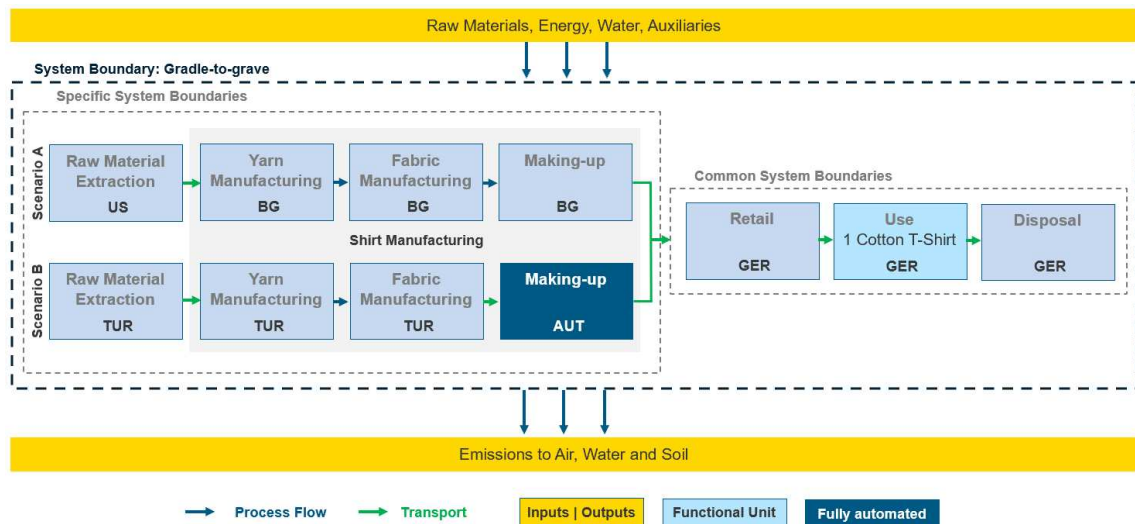 Raw Materials, Energy, Water, Auxiliaries
System Boundary: Gradle-to-grave
Specific System Boundaries
Scenario A
Raw Material
Extraction
US
Yarn
Manufacturing
BG
Fabric
Manufacturing
BG
Making-up
BG
Shirt Manufacturing
Scenario B
Raw Material
Extraction
TUR
Yarn
Manufacturing
TUR
Fabric
Manufacturing
TUR
Making-up
AUT
Common System Boundaries
Retail
GER
Use
1 Cotton T-Shirt
GER
Disposal
GER
Emissions to Air, Water and Soil
Process Flow
Transport
Inputs | Outputs
Functional Unit
Fully automated